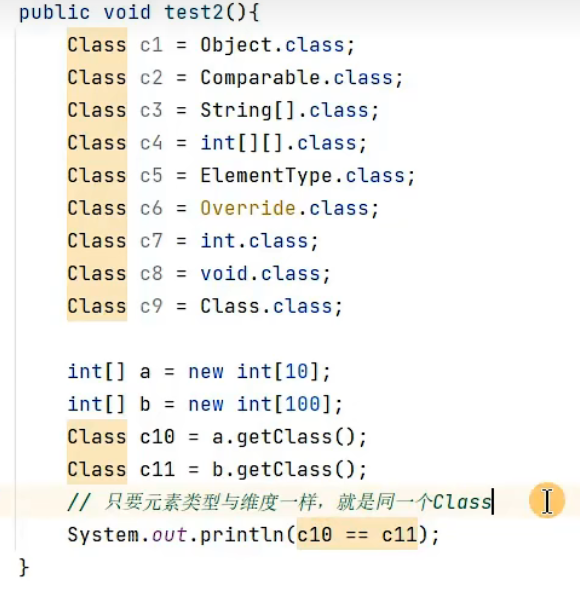 public void test2(){
Class c1 = Object.class;
Class c2 = Comparable.class;
Class c3 = String[].class;
Class c4 = int[][].class;
Class c5 = ElementType.class;
Class c6 = Override.class;
Class c7 = int.class;
Class c8 = void.class;
Class c9 = Class.class;
int[] a = new int[10];
int[] b = new int[100];
Class c10 = a.getClass();
Class c11 = b.getClass();
// 只要元素类型与维度一样，就是同一个Class
System.out.println(c10 == c11);
}